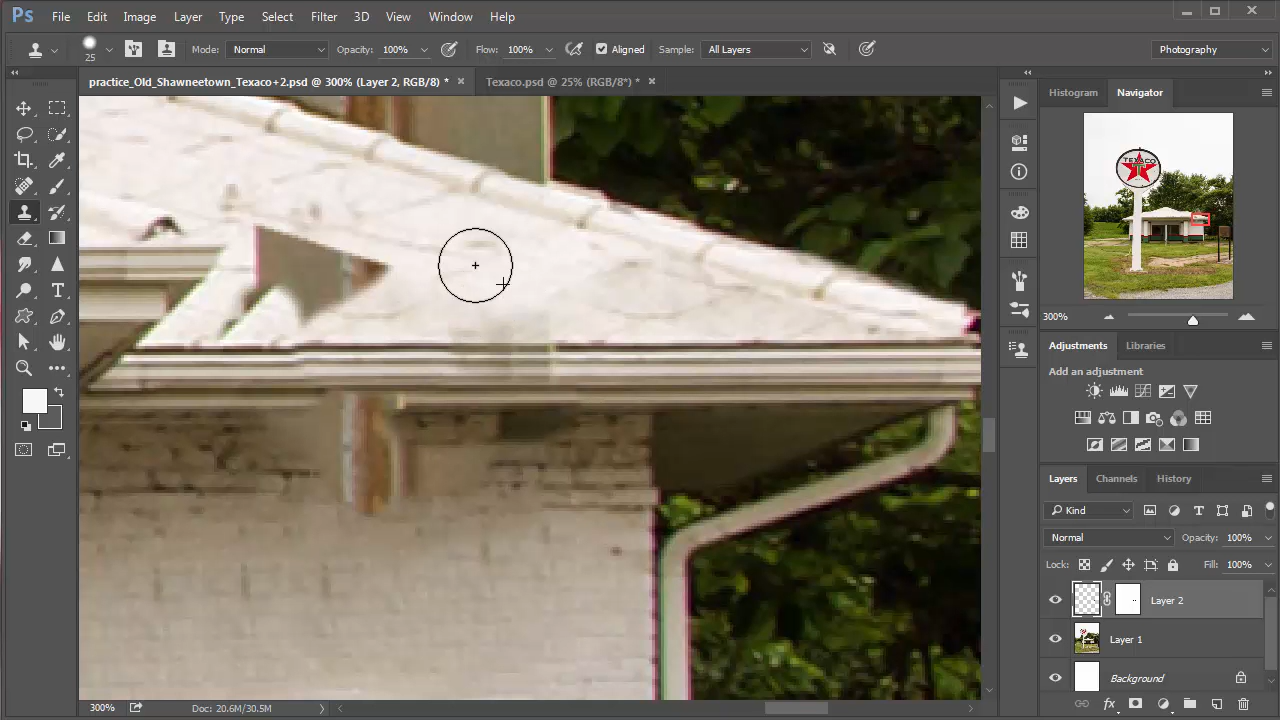 Ps File Edit Image Layer Type Select Filter 3D View Window Help
25 Mode: Normal Opacity: 100% Flow: 100% Aligned Sample: All Layers Photography
practice_Old_Shawneetown_Texaco+2.psd @ 300% (Layer 2, RGB/8) * Texaco.psd @ 25% (RGB/8*) *
Histogram Navigator
TEXACO
300%
Adjustments Libraries
Add an adjustment
Layers Channels History
Kind
Normal Opacity: 100%
Lock: Fill: 100%
Layer 2
Layer 1
Background
300% Doc: 20.6M/30.5M